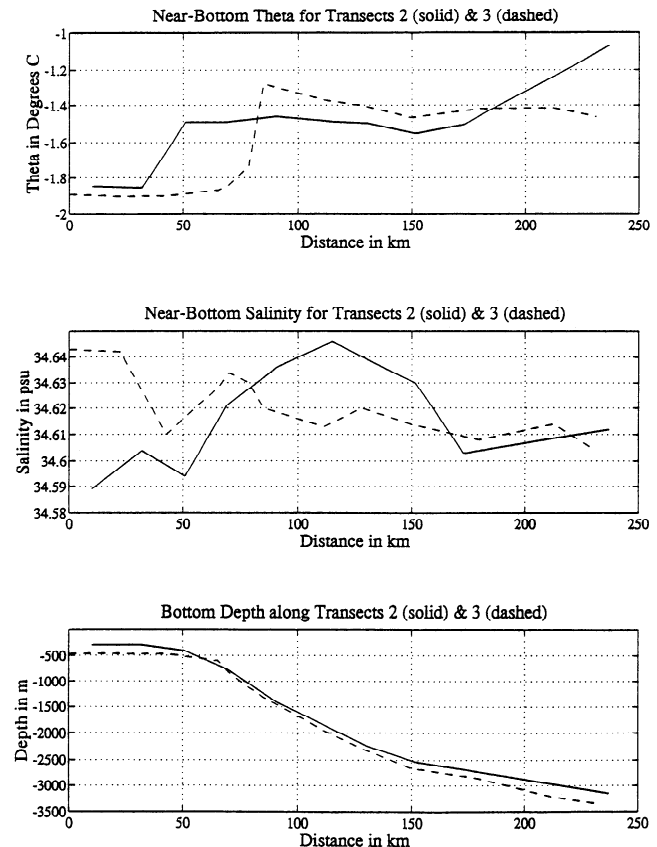 Near-Bottom Theta for Transects 2 (solid) & 3 (dashed)
-1
-1.2
-1.4
-1.6
-1.8
-2
Theta in Degrees C
0 50 100 150 200 250
Distance in km
Near-Bottom Salinity for Transects 2 (solid) & 3 (dashed)
34.64
34.63
34.62
34.61
34.6
34.59
34.58
Salinity in psu
0 50 100 150 200 250
Distance in km
Bottom Depth along Transects 2 (solid) & 3 (dashed)
-500
-1000
-1500
-2000
-2500
-3000
-3500
Depth in m
0 50 100 150 200 250
Distance in km